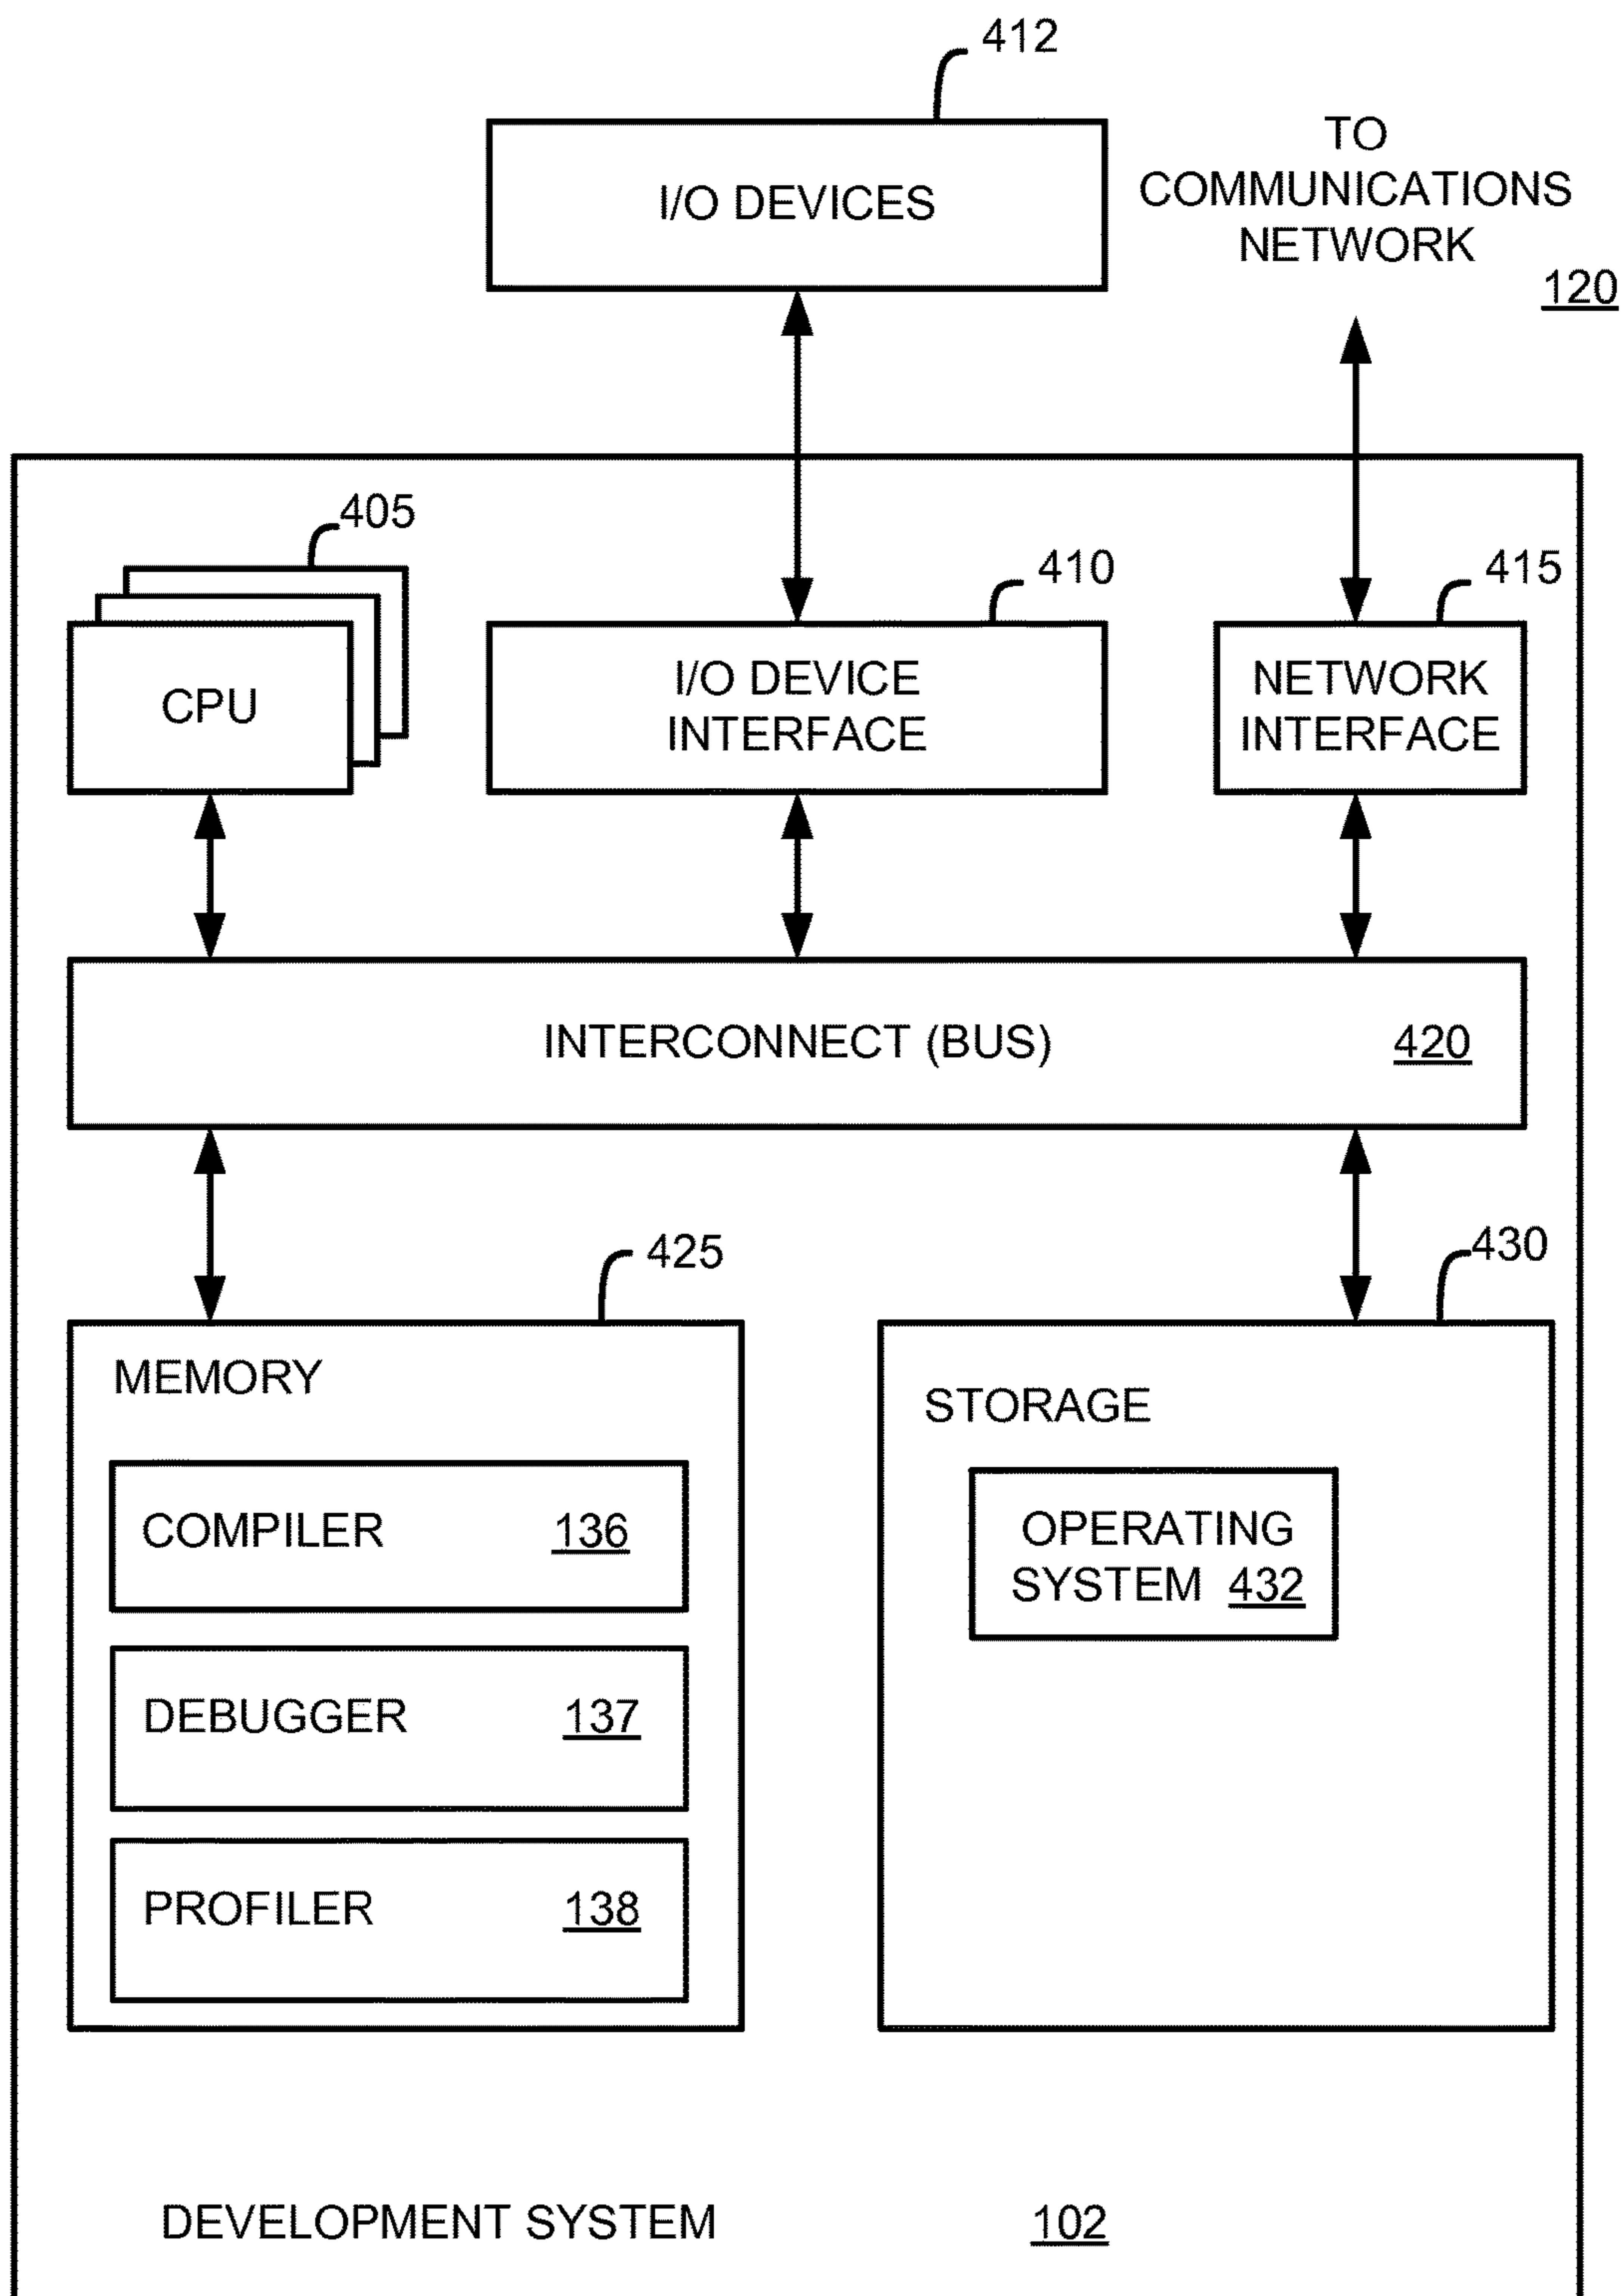 412
I/O DEVICES
TO
COMMUNICATIONS
NETWORK
120
405
CPU
410
I/O DEVICE
INTERFACE
415
NETWORK
INTERFACE
INTERCONNECT (BUS) 420
425
MEMORY
COMPILER 136
DEBUGGER 137
PROFILER 138
430
STORAGE
OPERATING
SYSTEM 432
DEVELOPMENT SYSTEM 102